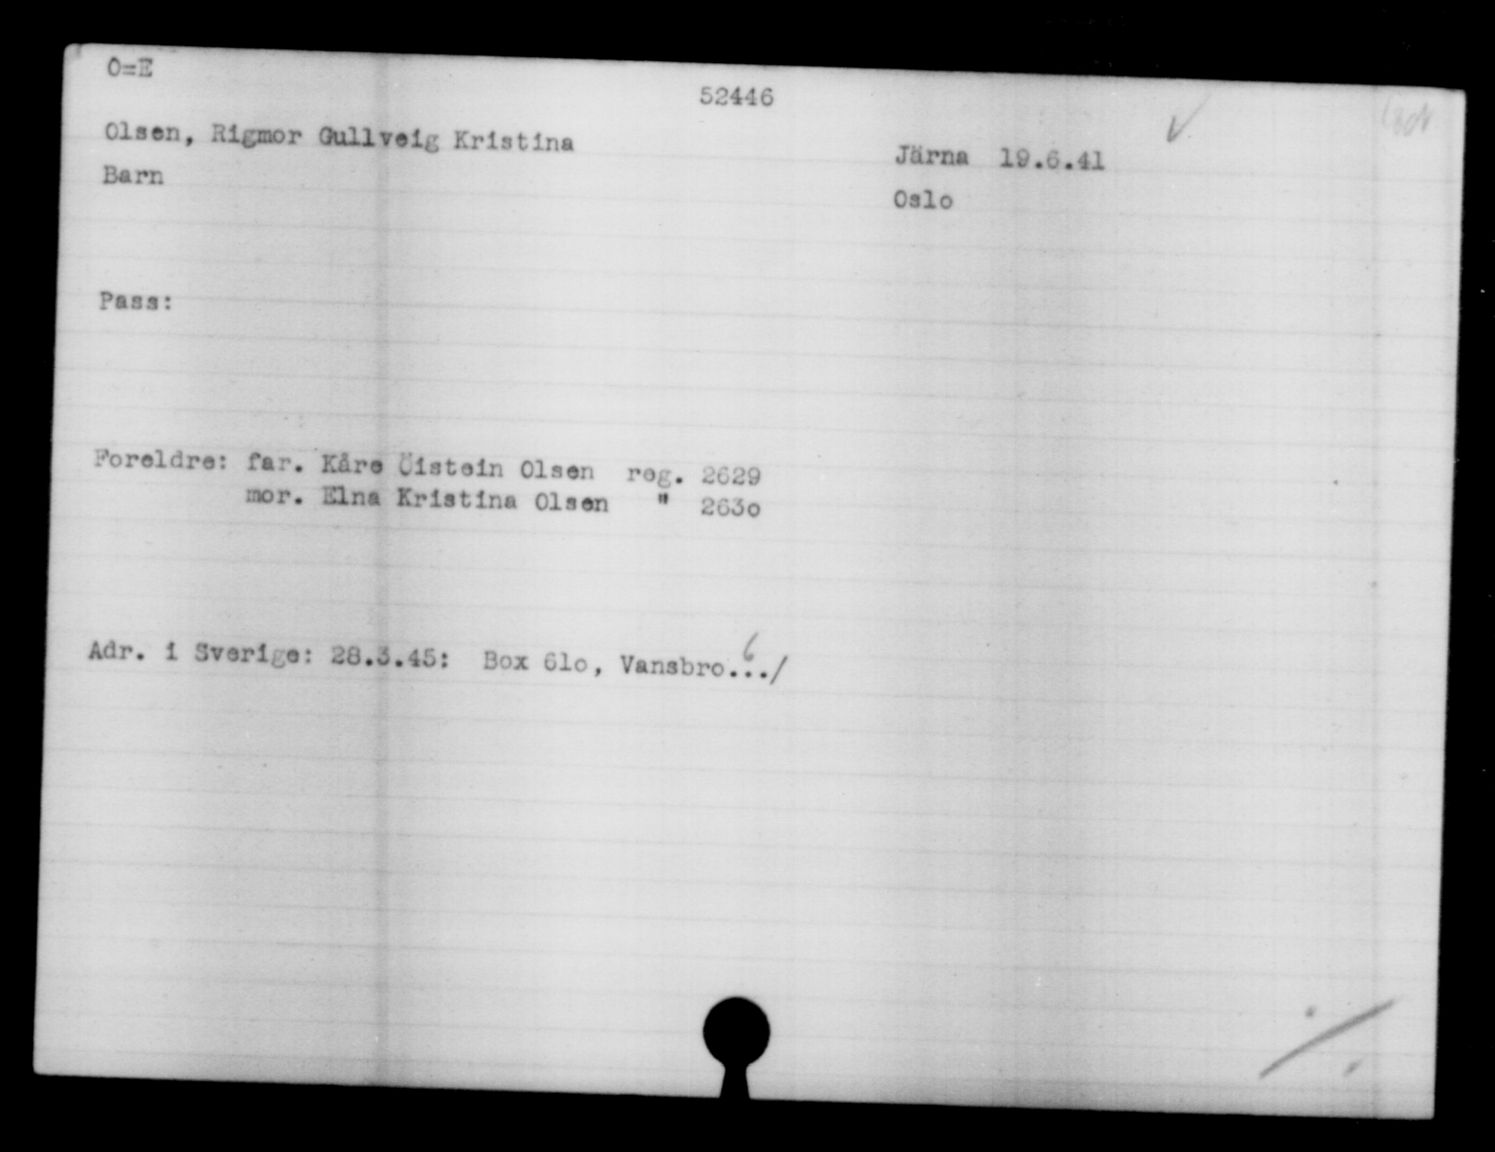 O=E
52446
Olsen, Rigmor Gullveig Kristina
Järna 19.6.41
Barn
Oslo
Pass:
Foreldre: far. Kåre Öistein Olsen reg. 2629
mor. Elna Kristina Olsen " 263o
Adr. i Sverige: 28.3.45: Box 61o, Vansbro.../
6